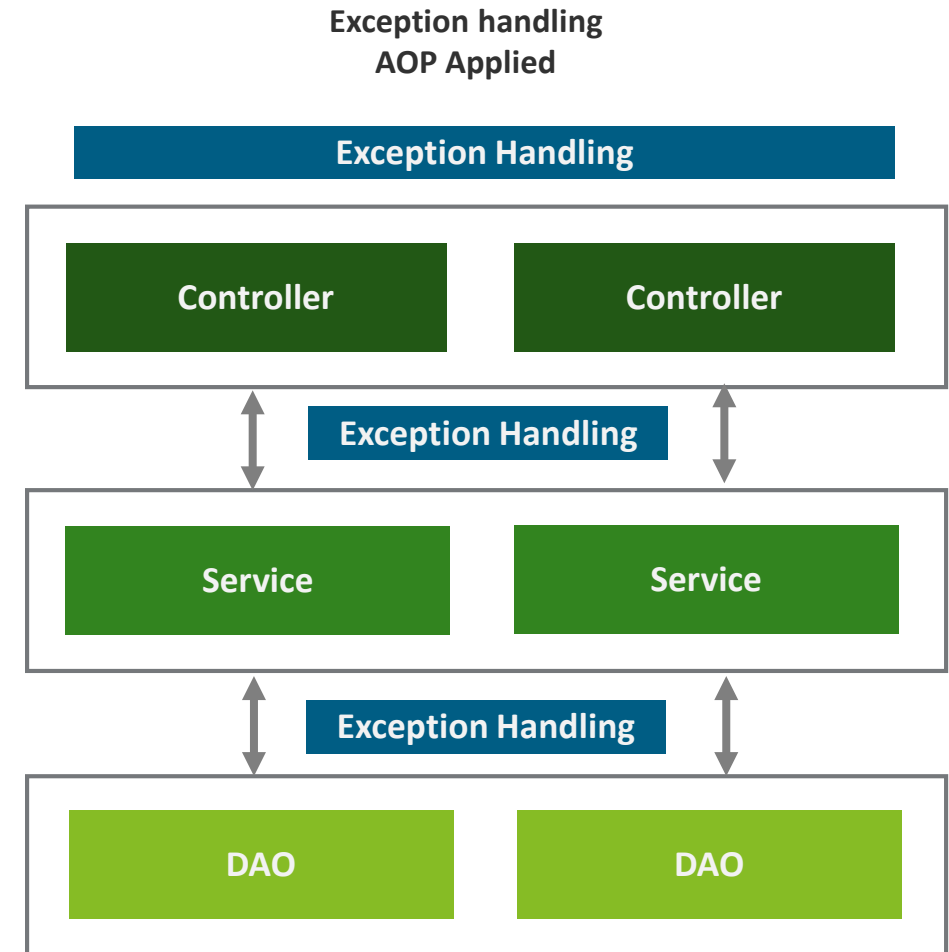 Exception handling
AOP Applied
Exception Handling
Controller
Controller
Exception Handling
Service
Service
Exception Handling
DAO
DAO